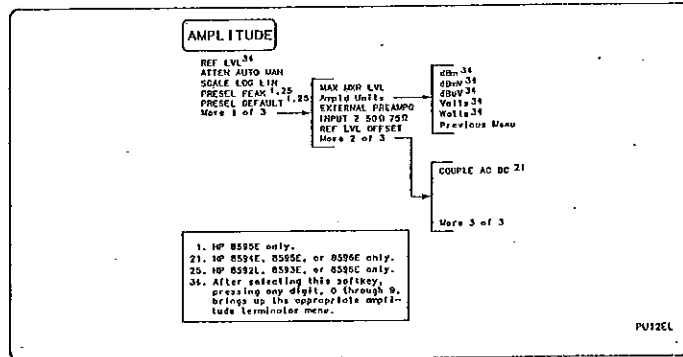 AMPLITUDE
REF LVL 34
ATTEN AUTO MAN
SCALE LOG LIN
PRESEL PEAK 1,25
PRESEL DEFAULT 1,25
More 1 of 3
MAX MXR LVL
Ampld Units
EXTERNAL PREAMPG
INPUT Z 50Ω 75Ω
REF LVL OFFSET
More 2 of 3
dBm 34
dBmV 34
dBuV 34
Volts 34
Watts 34
Previous Menu
COUPLE AC DC 21
More 3 of 3
1. HP 8595E only.
21. HP 8594E, 8595E, or 8596E only.
25. HP 8592L, 8593E, or 8596E only.
34. After selecting this softkey,
pressing any digit, 0 through 9,
brings up the appropriate ampli-
tude terminator menu.
PU12EL